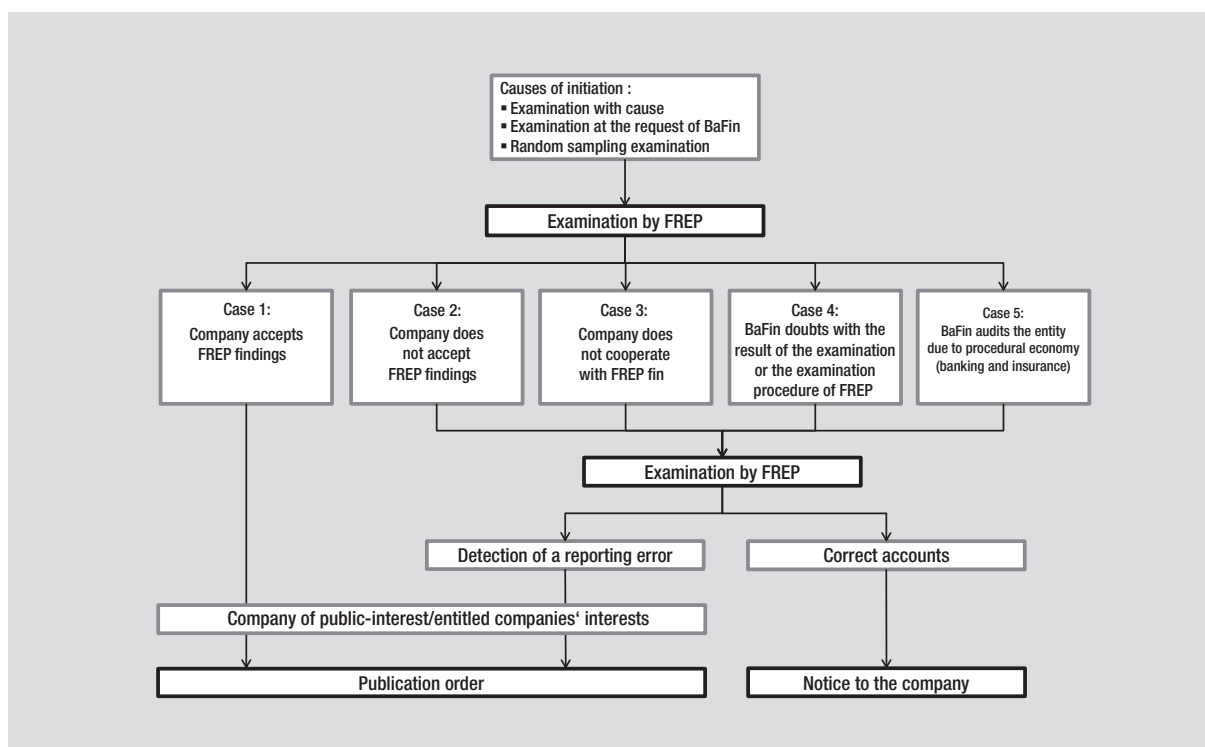 Causes of initiation :
▪ Examination with cause
▪ Examination at the request of BaFin
▪ Random sampling examination
Examination by FREP
Case 1:
Company accepts
FREP findings
Case 2:
Company does
not accept
FREP findings
Case 3:
Company does
not cooperate
with FREP fin
Case 4:
BaFin doubts with the
result of the examination
or the examination
procedure of FREP
Case 5:
BaFin audits the entity
due to procedural economy
(banking and insurance)
Examination by FREP
Detection of a reporting error
Correct accounts
Company of public-interest/entitled companies‘ interests
Publication order
Notice to the company